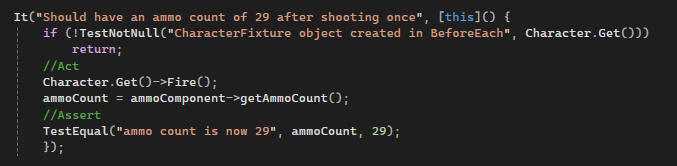 It("Should have an ammo count of 29 after shooting once", [this]() {
if (!TestNotNull("CharacterFixture object created in BeforeEach", Character.Get()))
return;
//Act
Character.Get()->Fire();
ammoCount = ammoComponent->getAmmoCount();
//Assert
TestEqual("ammo count is now 29", ammoCount, 29);
});